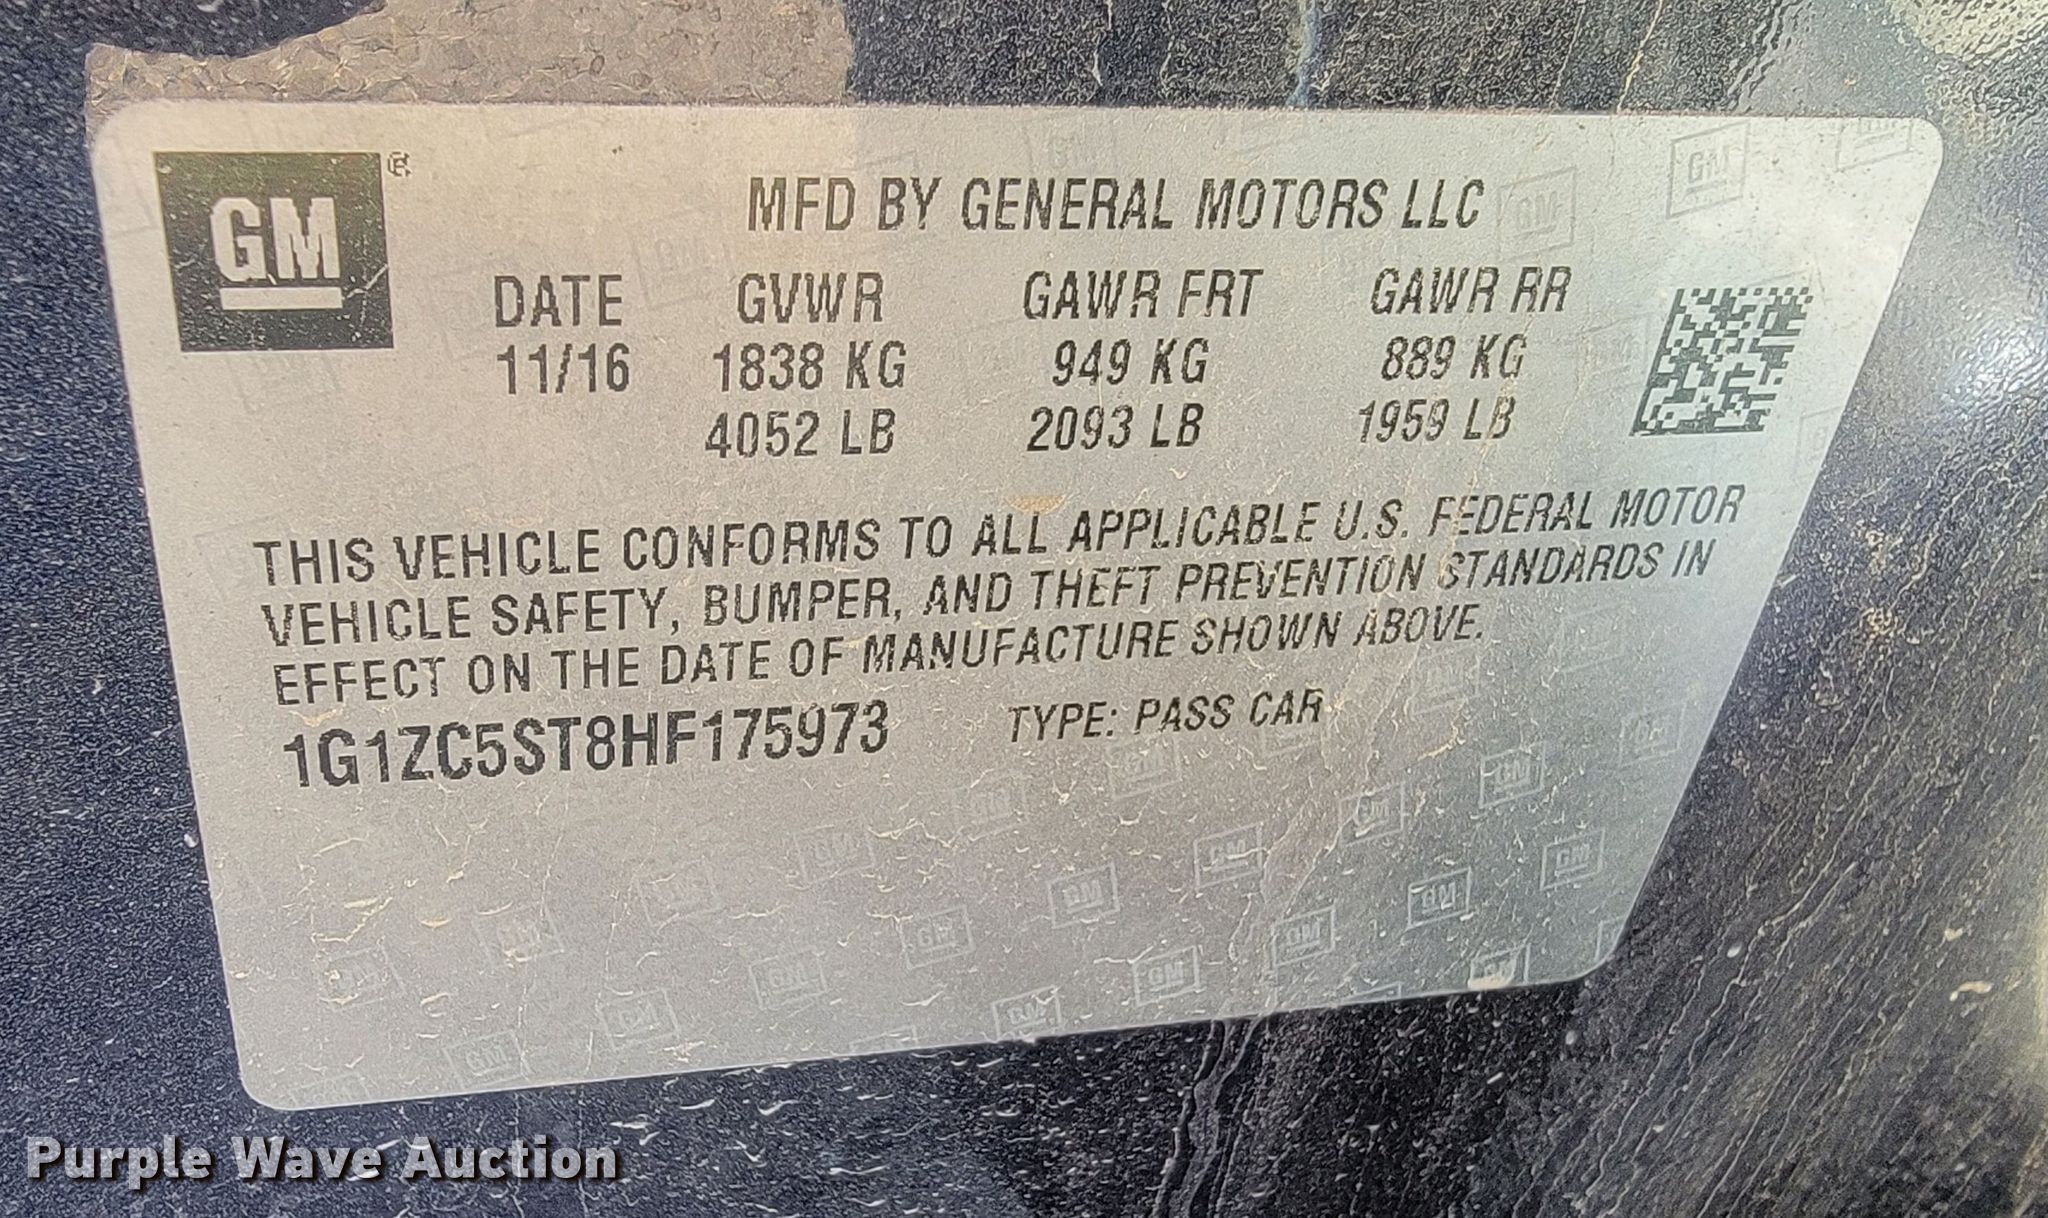 GM
MFD BY GENERAL MOTORS LLC
DATE GVWR GAWR FRT GAWR RR
11/16 1838 KG 949 KG 889 KG
4052 LB 2093 LB 1959 LB
THIS VEHICLE CONFORMS TO ALL APPLICABLE U.S. FEDERAL MOTOR
VEHICLE SAFETY, BUMPER, AND THEFT PREVENTION STANDARDS IN
EFFECT ON THE DATE OF MANUFACTURE SHOWN ABOVE.
1G1ZC5ST8HF175973 TYPE: PASS CAR
Purple Wave Auction